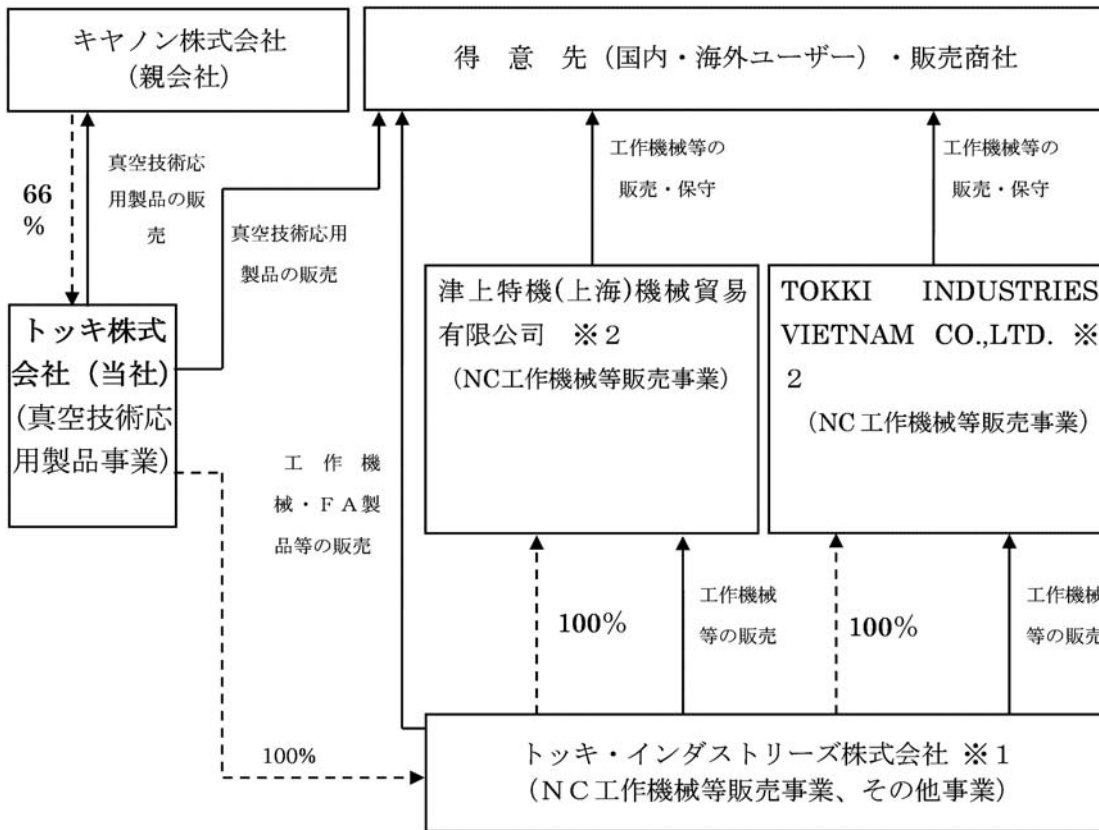 キヤノン株式会社
(親会社)
得　意　先（国内・海外ユーザー）・販売商社
66
%
真空技術応
用製品の販
売
真空技術応用
製品の販売
工作機械等の
販売・保守
工作機械等の
販売・保守
トッキ株式
会社（当社）
(真空技術応
用製品事業)
津上特機(上海)機械貿易
有限公司　※２
（NC工作機械等販売事業）
TOKKI INDUSTRIES
VIETNAM CO.,LTD. ※
２
（NC 工作機械等販売事業）
工　作　機
械・ＦＡ製
品等の販売
100%
工作機械
等の販売
100%
工作機械
等の販売
100%
トッキ・インダストリーズ株式会社 ※１
（ＮＣ工作機械等販売事業、その他事業）